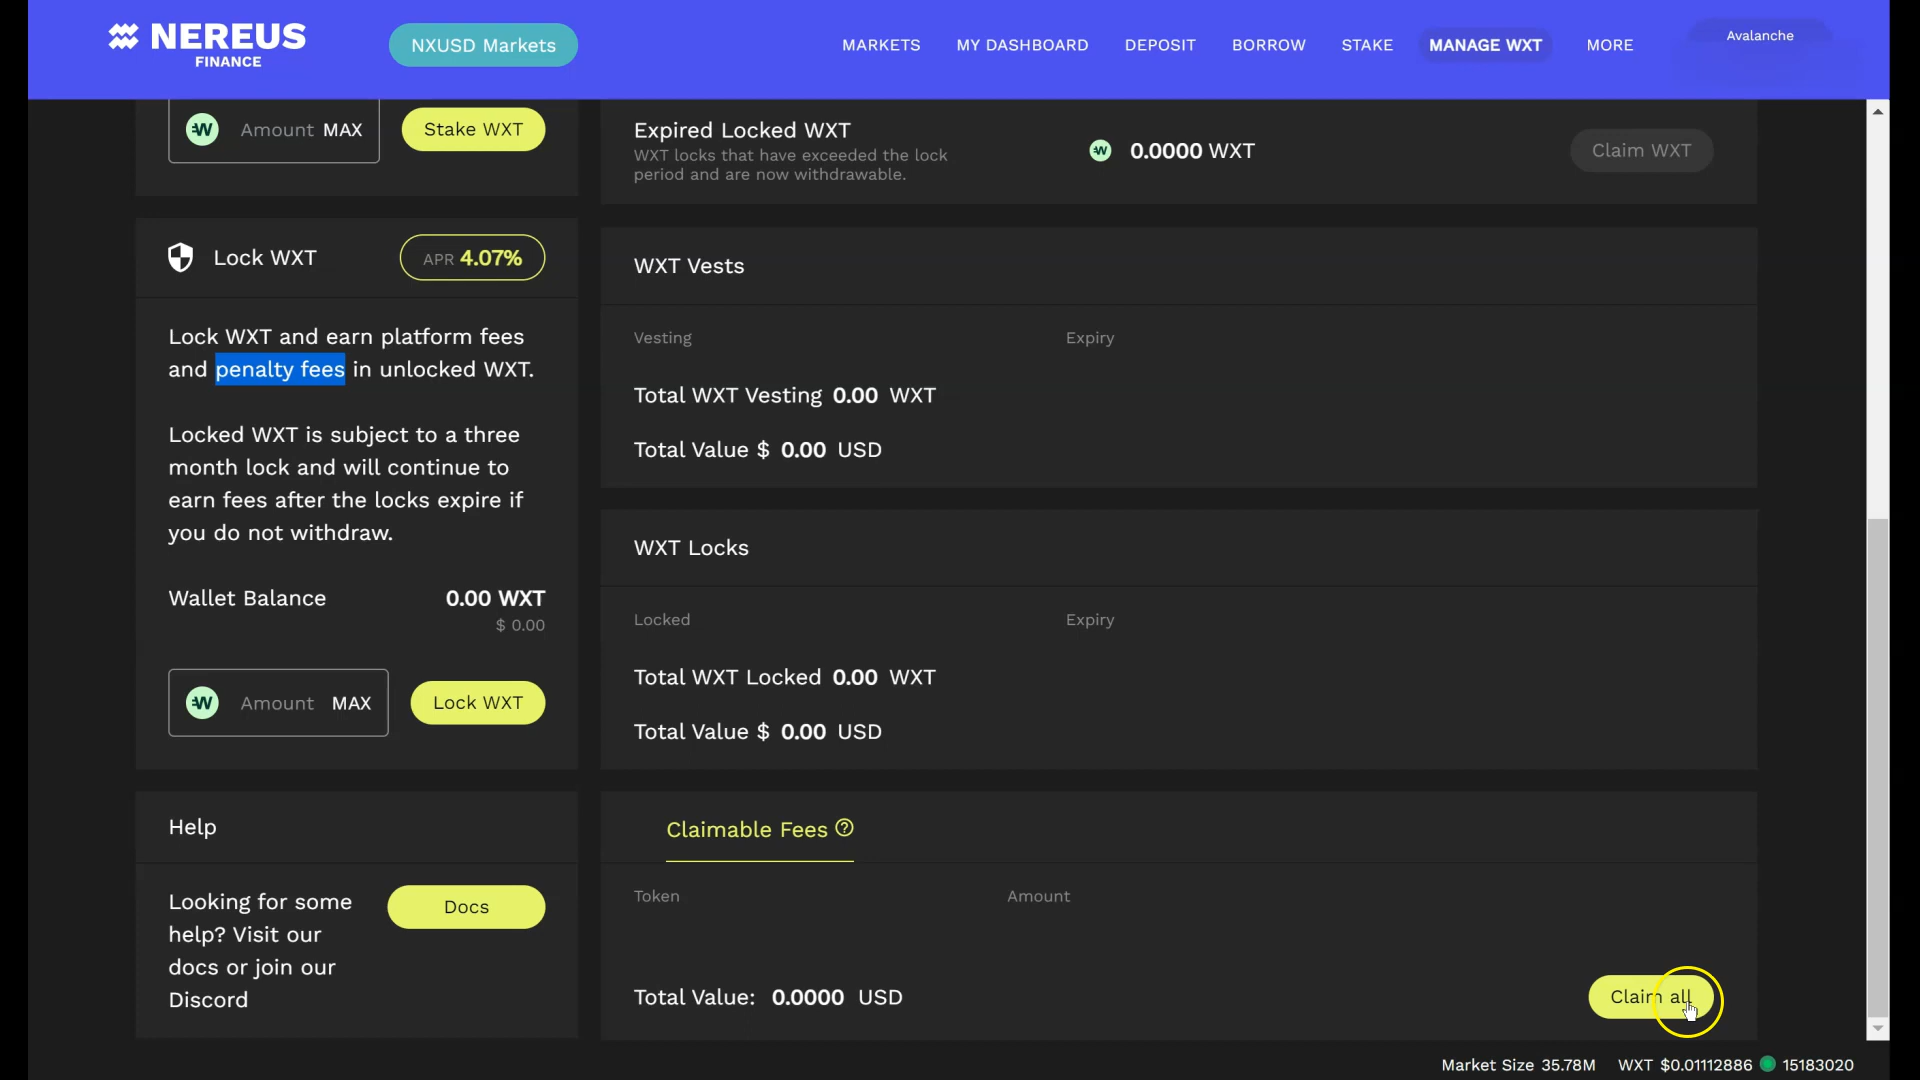 NEREUS
FINANCE
NXUSD Markets
MARKETS
MY DASHBOARD
DEPOSIT
BORROW
STAKE
MANAGE WXT
MORE
Avalanche
W Amount MAX
Stake WXT
Lock WXT
APR 4.07%
Lock WXT and earn platform fees
and penalty fees in unlocked WXT.
Locked WXT is subject to a three
month lock and will continue to
earn fees after the locks expire if
you do not withdraw.
Wallet Balance
0.00 WXT
$ 0.00
W Amount MAX
Lock WXT
Help
Looking for some
help? Visit our
docs or join our
Discord
Docs
Expired Locked WXT
WXT locks that have exceeded the lock
period and are now withdrawable.
W 0.0000 WXT
Claim WXT
WXT Vests
Vesting
Expiry
Total WXT Vesting 0.00 WXT
Total Value $ 0.00 USD
WXT Locks
Locked
Expiry
Total WXT Locked 0.00 WXT
Total Value $ 0.00 USD
Claimable Fees ?
Token
Amount
Total Value: 0.0000 USD
Claim all
Market Size 35.78M
WXT $0.01112886
15183020